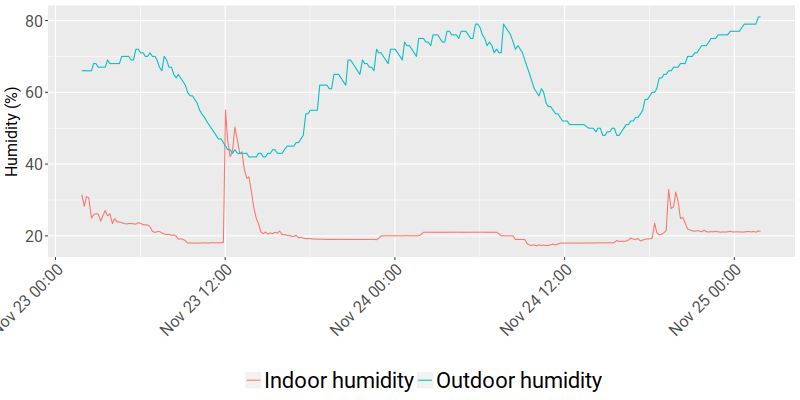 Humidity (%)
80
60
40
20
Nov 23 00:00
Nov 23 12:00
Nov 24 00:00
Nov 24 12:00
Nov 25 00:00
Indoor humidity Outdoor humidity